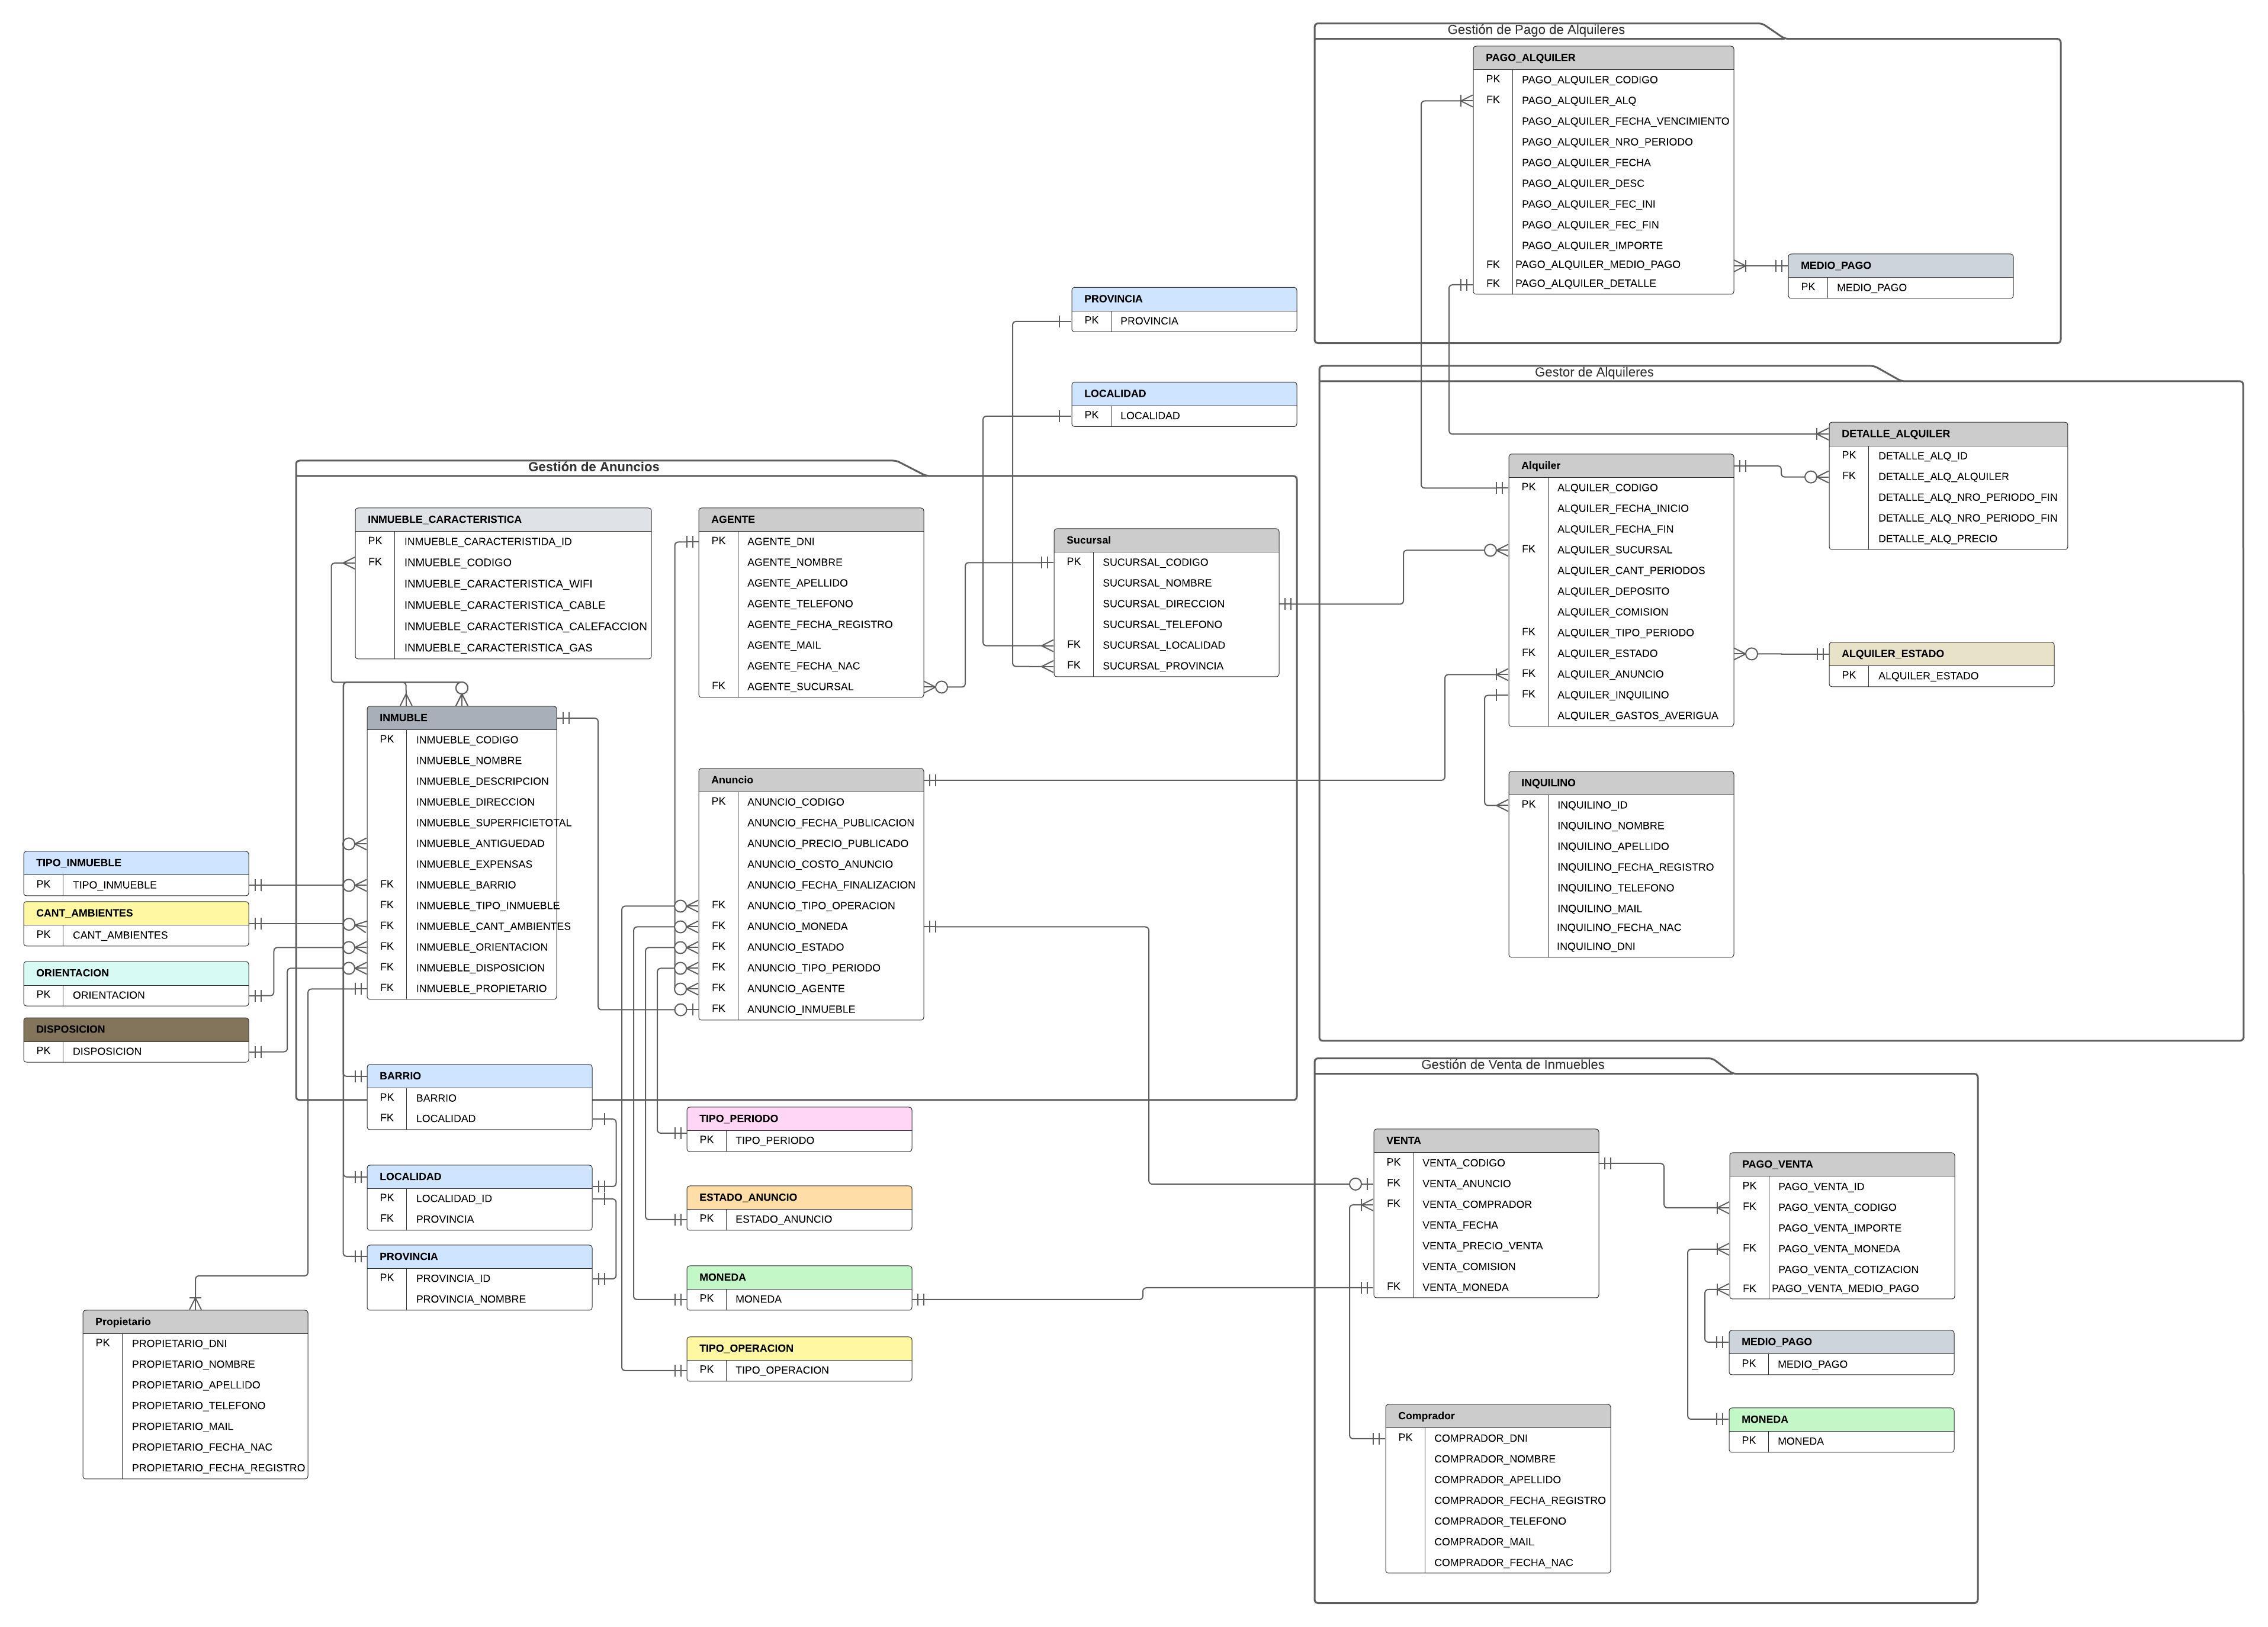 Gestión de Pago de Alquileres
PAGO_ALQUILER
PK PAGO_ALQUILER_CODIGO
FK PAGO_ALQUILER_ALQ
PAGO_ALQUILER_FECHA_VENCIMIENTO
PAGO_ALQUILER_NRO_PERIODO
PAGO_ALQUILER_FECHA
PAGO_ALQUILER_DESC
PAGO_ALQUILER_FEC_INI
PAGO_ALQUILER_FEC_FIN
PAGO_ALQUILER_IMPORTE
FK PAGO_ALQUILER_MEDIO_PAGO
FK PAGO_ALQUILER_DETALLE
MEDIO_PAGO
PK MEDIO_PAGO
PROVINCIA
PK PROVINCIA
LOCALIDAD
PK LOCALIDAD
Gestor de Alquileres
DETALLE_ALQUILER
PK DETALLE_ALQ_ID
FK DETALLE_ALQ_ALQUILER
DETALLE_ALQ_NRO_PERIODO_FIN
DETALLE_ALQ_NRO_PERIODO_FIN
DETALLE_ALQ_PRECIO
Alquiler
PK ALQUILER_CODIGO
ALQUILER_FECHA_INICIO
ALQUILER_FECHA_FIN
FK ALQUILER_SUCURSAL
ALQUILER_CANT_PERIODOS
ALQUILER_DEPOSITO
ALQUILER_COMISION
FK ALQUILER_TIPO_PERIODO
FK ALQUILER_ESTADO
FK ALQUILER_ANUNCIO
FK ALQUILER_INQUILINO
ALQUILER_GASTOS_AVERIGUA
ALQUILER_ESTADO
PK ALQUILER_ESTADO
INQUILINO
PK INQUILINO_ID
INQUILINO_NOMBRE
INQUILINO_APELLIDO
INQUILINO_FECHA_REGISTRO
INQUILINO_TELEFONO
INQUILINO_MAIL
INQUILINO_FECHA_NAC
INQUILINO_DNI
Gestión de Anuncios
INMUEBLE_CARACTERISTICA
PK INMUEBLE_CARACTERISTIDA_ID
FK INMUEBLE_CODIGO
INMUEBLE_CARACTERISTICA_WIFI
INMUEBLE_CARACTERISTICA_CABLE
INMUEBLE_CARACTERISTICA_CALEFACCION
INMUEBLE_CARACTERISTICA_GAS
AGENTE
PK AGENTE_DNI
AGENTE_NOMBRE
AGENTE_APELLIDO
AGENTE_TELEFONO
AGENTE_FECHA_REGISTRO
AGENTE_MAIL
AGENTE_FECHA_NAC
FK AGENTE_SUCURSAL
Sucursal
PK SUCURSAL_CODIGO
SUCURSAL_NOMBRE
SUCURSAL_DIRECCION
SUCURSAL_TELEFONO
FK SUCURSAL_LOCALIDAD
FK SUCURSAL_PROVINCIA
INMUBLE
PK INMUEBLE_CODIGO
INMUEBLE_NOMBRE
INMUEBLE_DESCRIPCION
INMUEBLE_DIRECCION
INMUEBLE_SUPERFICIETOTAL
INMUEBLE_ANTIGUEDAD
INMUEBLE_EXPENSAS
FK INMUEBLE_BARRIO
FK INMUEBLE_TIPO_INMUEBLE
FK INMUEBLE_CANT_AMBIENTES
FK INMUEBLE_ORIENTACION
FK INMUEBLE_DISPOSICION
FK INMUEBLE_PROPIETARIO
Anuncio
PK ANUNCIO_CODIGO
ANUNCIO_FECHA_PUBLICACION
ANUNCIO_PRECIO_PUBLICADO
ANUNCIO_COSTO_ANUNCIO
ANUNCIO_FECHA_FINALIZACION
FK ANUNCIO_TIPO_OPERACION
FK ANUNCIO_MONEDA
FK ANUNCIO_ESTADO
FK ANUNCIO_TIPO_PERIODO
FK ANUNCIO_AGENTE
FK ANUNCIO_INMUEBLE
TIPO_INMUEBLE
PK TIPO_INMUEBLE
CANT_AMBIENTES
PK CANT_AMBIENTES
ORIENTACION
PK ORIENTACION
DISPOSICION
PK DISPOSICION
BARRIO
PK BARRIO
FK LOCALIDAD
LOCALIDAD
PK LOCALIDAD_ID
FK PROVINCIA
PROVINCIA
PK PROVINCIA_ID
PROVINCIA_NOMBRE
Propietario
PK PROPIETARIO_DNI
PROPIETARIO_NOMBRE
PROPIETARIO_APELLIDO
PROPIETARIO_TELEFONO
PROPIETARIO_MAIL
PROPIETARIO_FECHA_NAC
PROPIETARIO_FECHA_REGISTRO
TIPO_PERIODO
PK TIPO_PERIODO
ESTADO_ANUNCIO
PK ESTADO_ANUNCIO
MONEDA
PK MONEDA
TIPO_OPERACION
PK TIPO_OPERACION
Gestión de Venta de Inmuebles
VENTA
PK VENTA_CODIGO
FK VENTA_ANUNCIO
FK VENTA_COMPRADOR
VENTA_FECHA
VENTA_PRECIO_VENTA
VENTA_COMISION
FK VENTA_MONEDA
PAGO_VENTA
PK PAGO_VENTA_ID
FK PAGO_VENTA_CODIGO
PAGO_VENTA_IMPORTE
FK PAGO_VENTA_MONEDA
PAGO_VENTA_COTIZACION
FK PAGO_VENTA_MEDIO_PAGO
MEDIO_PAGO
PK MEDIO_PAGO
MONEDA
PK MONEDA
Comprador
PK COMPRADOR_DNI
COMPRADOR_NOMBRE
COMPRADOR_APELLIDO
COMPRADOR_FECHA_REGISTRO
COMPRADOR_TELEFONO
COMPRADOR_MAIL
COMPRADOR_FECHA_NAC